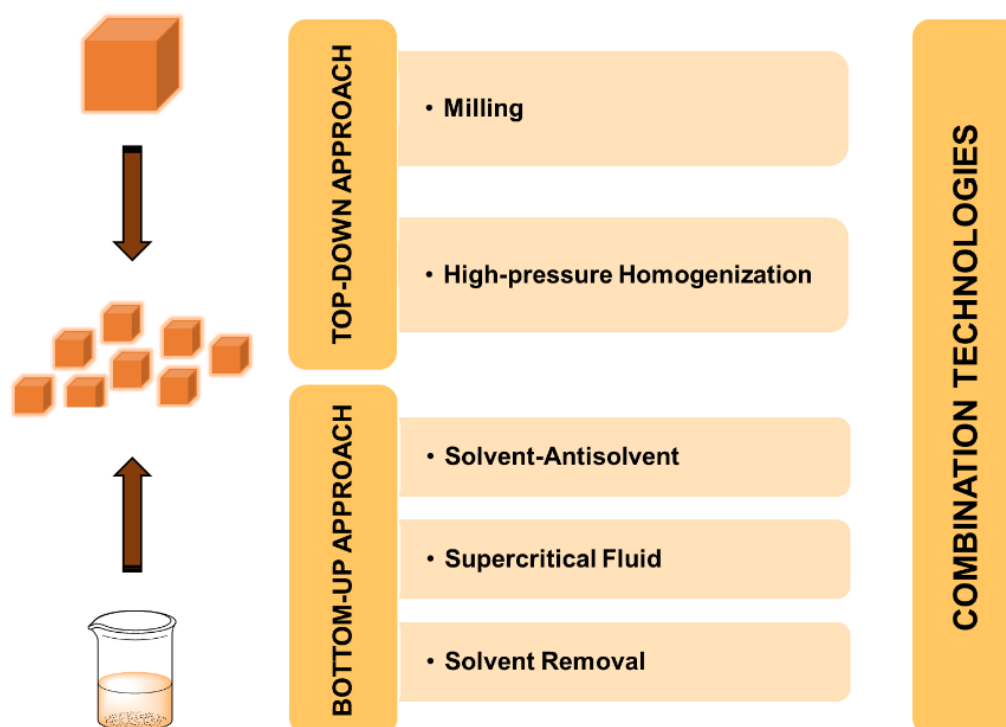 TOP-DOWN APPROACH
• Milling
• High-pressure Homogenization
BOTTOM-UP APPROACH
• Solvent-Antisolvent
• Supercritical Fluid
• Solvent Removal
COMBINATION TECHNOLOGIES